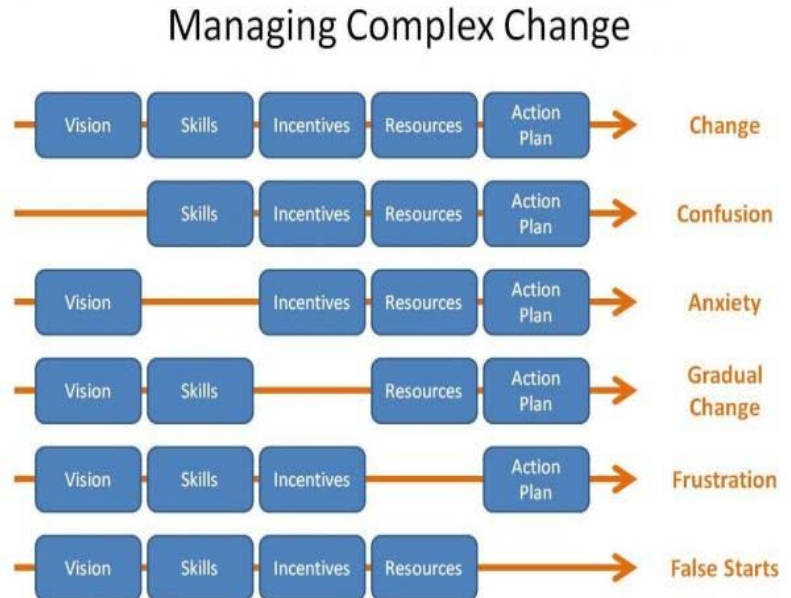 Managing Complex Change
Vision Skills Incentives Resources Action Plan Change
Skills Incentives Resources Action Plan Confusion
Vision Incentives Resources Action Plan Anxiety
Vision Skills Resources Action Plan Gradual Change
Vision Skills Incentives Action Plan Frustration
Vision Skills Incentives Resources False Starts